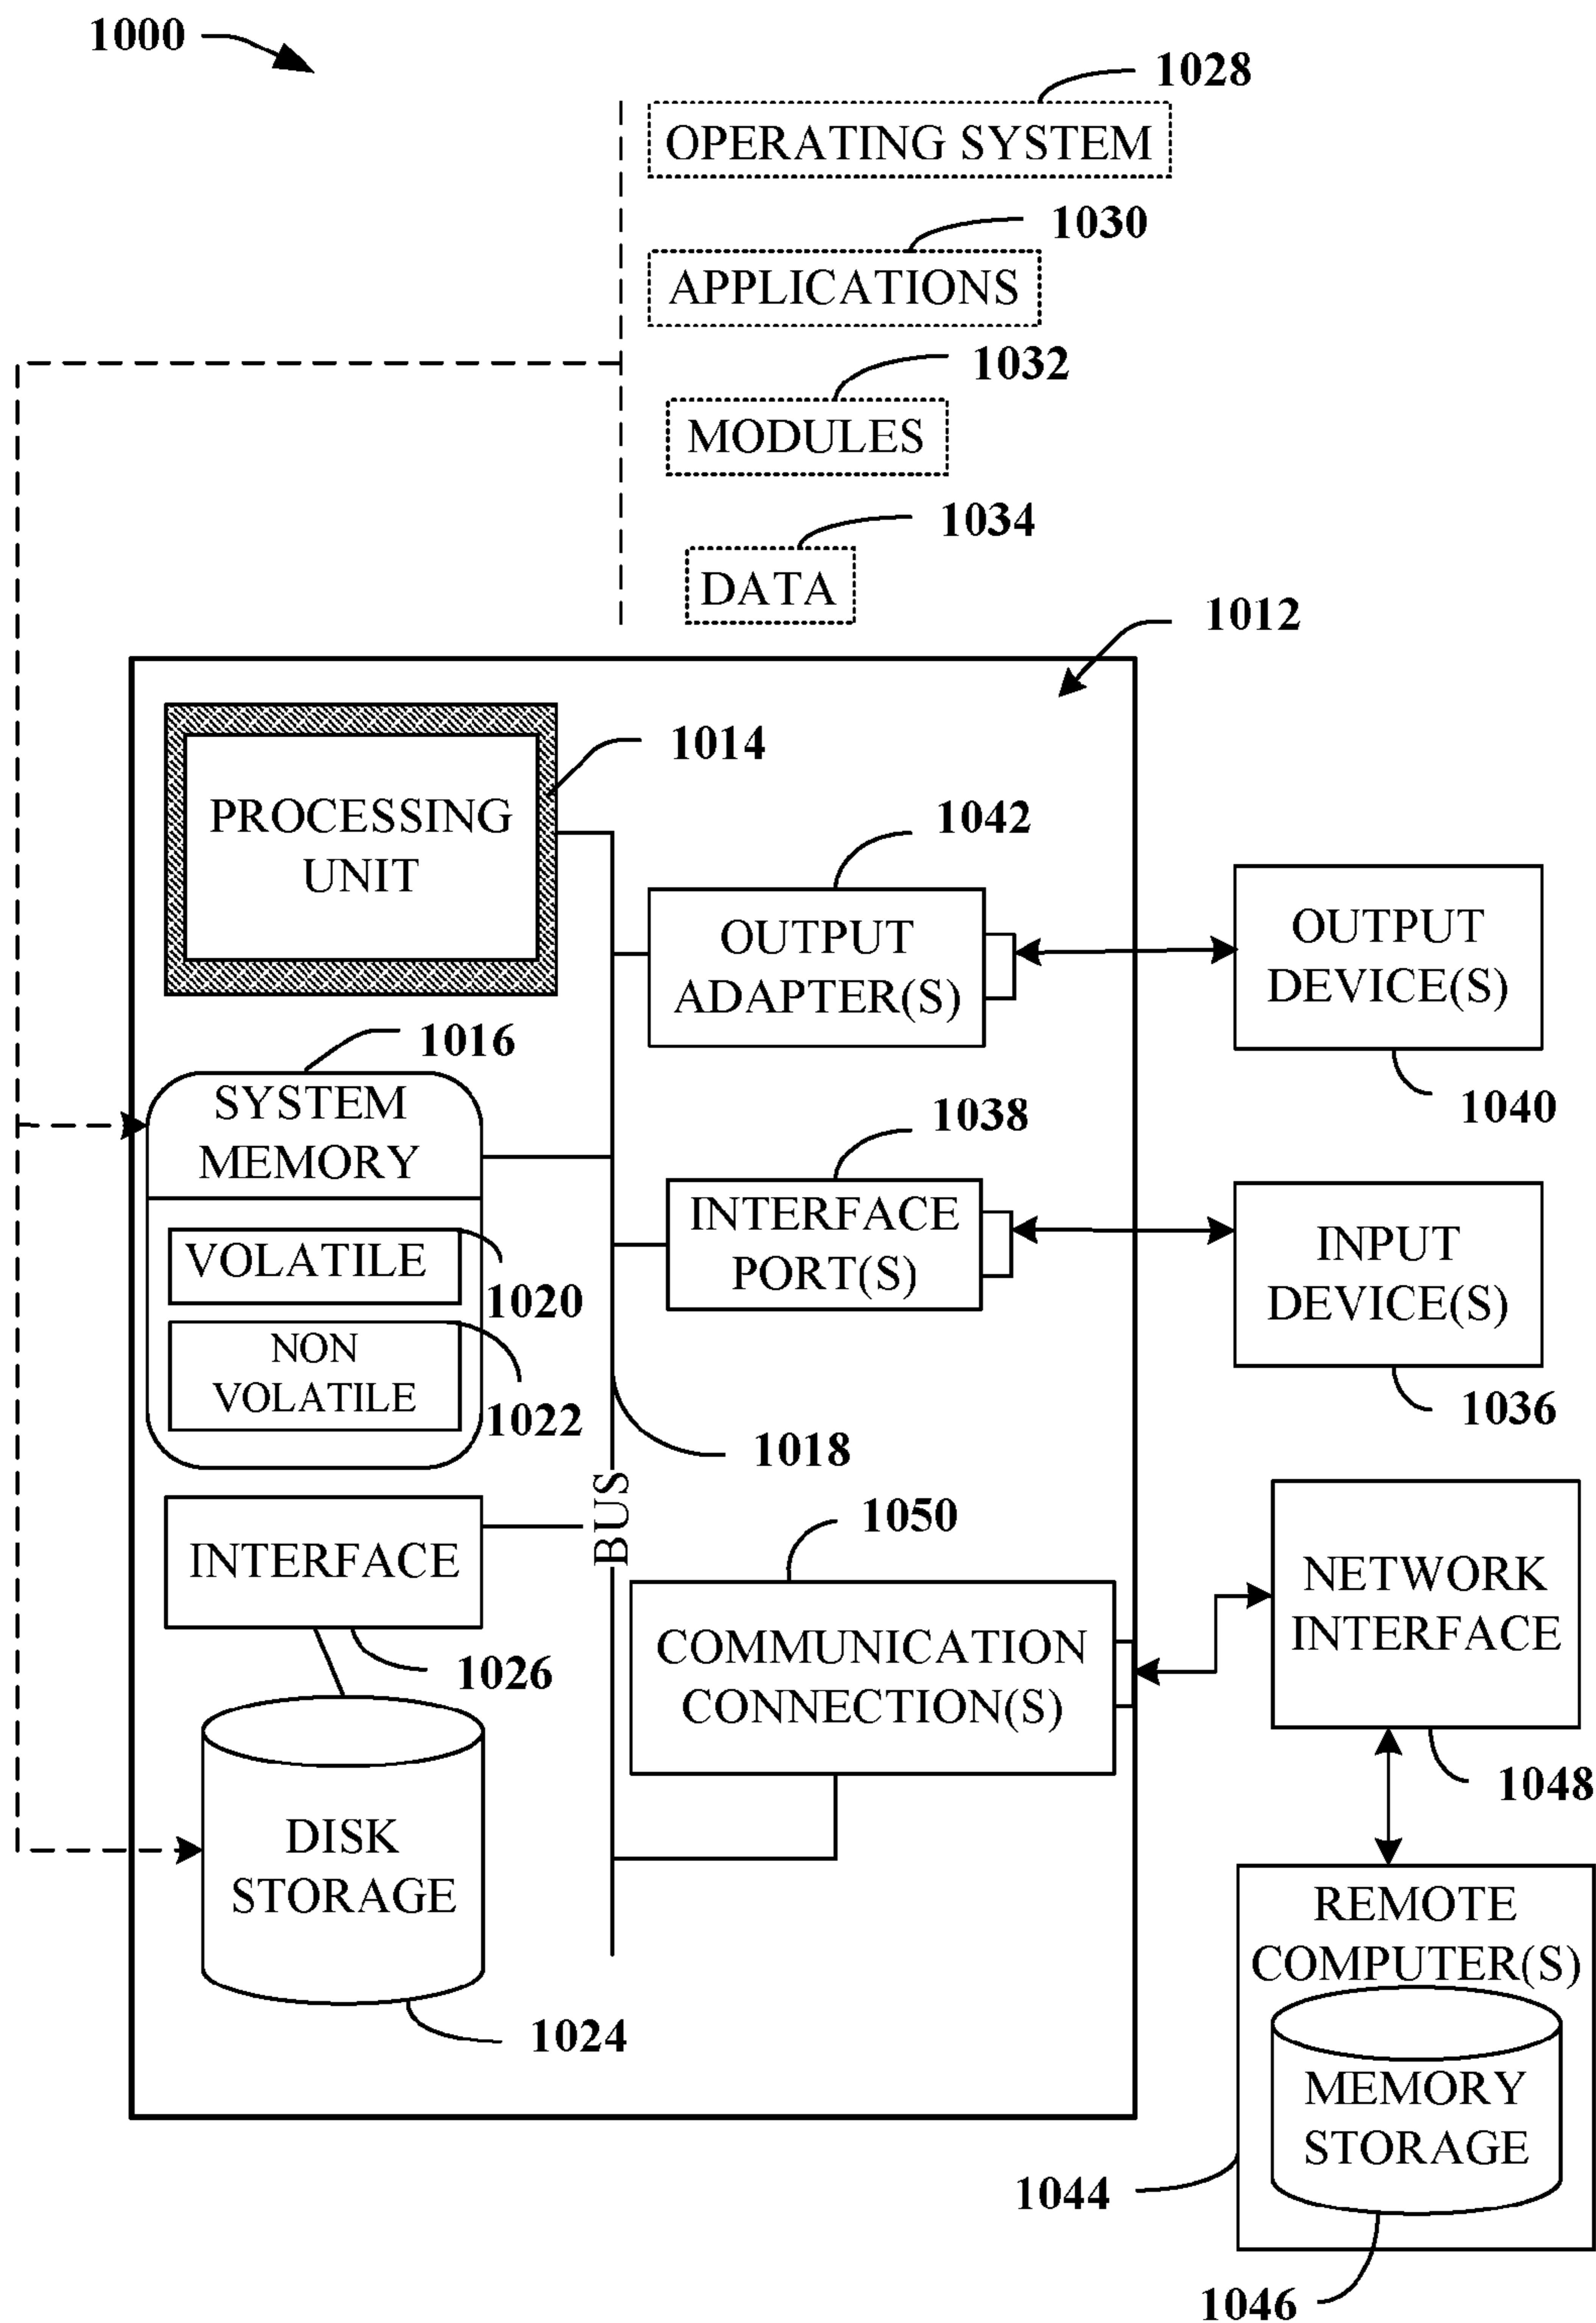 1000
1028
OPERATING SYSTEM
1030
APPLICATIONS
1032
MODULES
1034
DATA
1012
1014
PROCESSING
UNIT
1042
OUTPUT
ADAPTER(S)
OUTPUT
DEVICE(S)
1040
1016
SYSTEM
MEMORY
VOLATILE
1020
NON
VOLATILE
1022
1038
INTERFACE
PORT(S)
INPUT
DEVICE(S)
1036
1018
BUS
INTERFACE
1026
1050
COMMUNICATION
CONNECTION(S)
NETWORK
INTERFACE
1048
DISK
STORAGE
1024
REMOTE
COMPUTER(S)
MEMORY
STORAGE
1044
1046